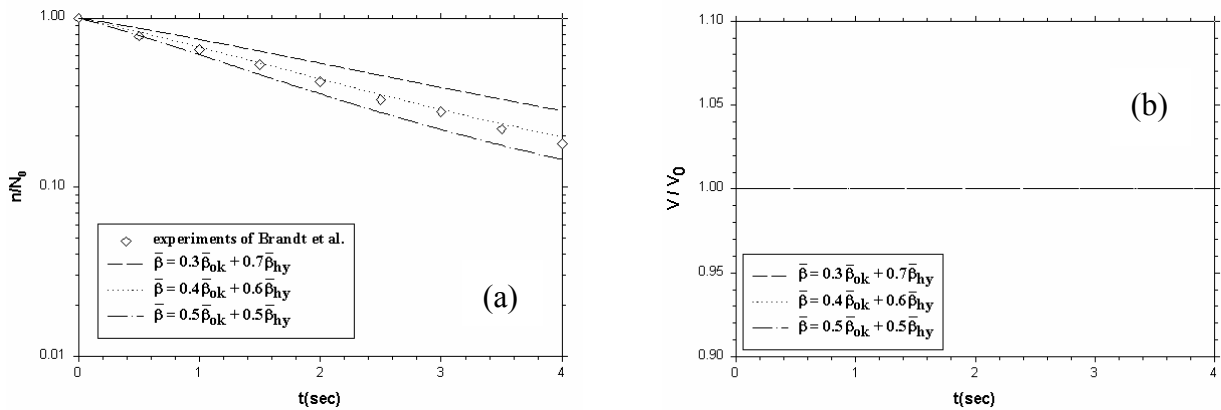 1.00
0.10
0.01
n/N₀
experiments of Brandt et al.
β̄ = 0.3β̄ok + 0.7β̄hy
β̄ = 0.4β̄ok + 0.6β̄hy
β̄ = 0.5β̄ok + 0.5β̄hy
(a)
0 1 2 3 4
t(sec)
1.10
1.05
1.00
0.95
0.90
V / V₀
(b)
β̄ = 0.3β̄ok + 0.7β̄hy
β̄ = 0.4β̄ok + 0.6β̄hy
β̄ = 0.5β̄ok + 0.5β̄hy
0 1 2 3 4
t(sec)